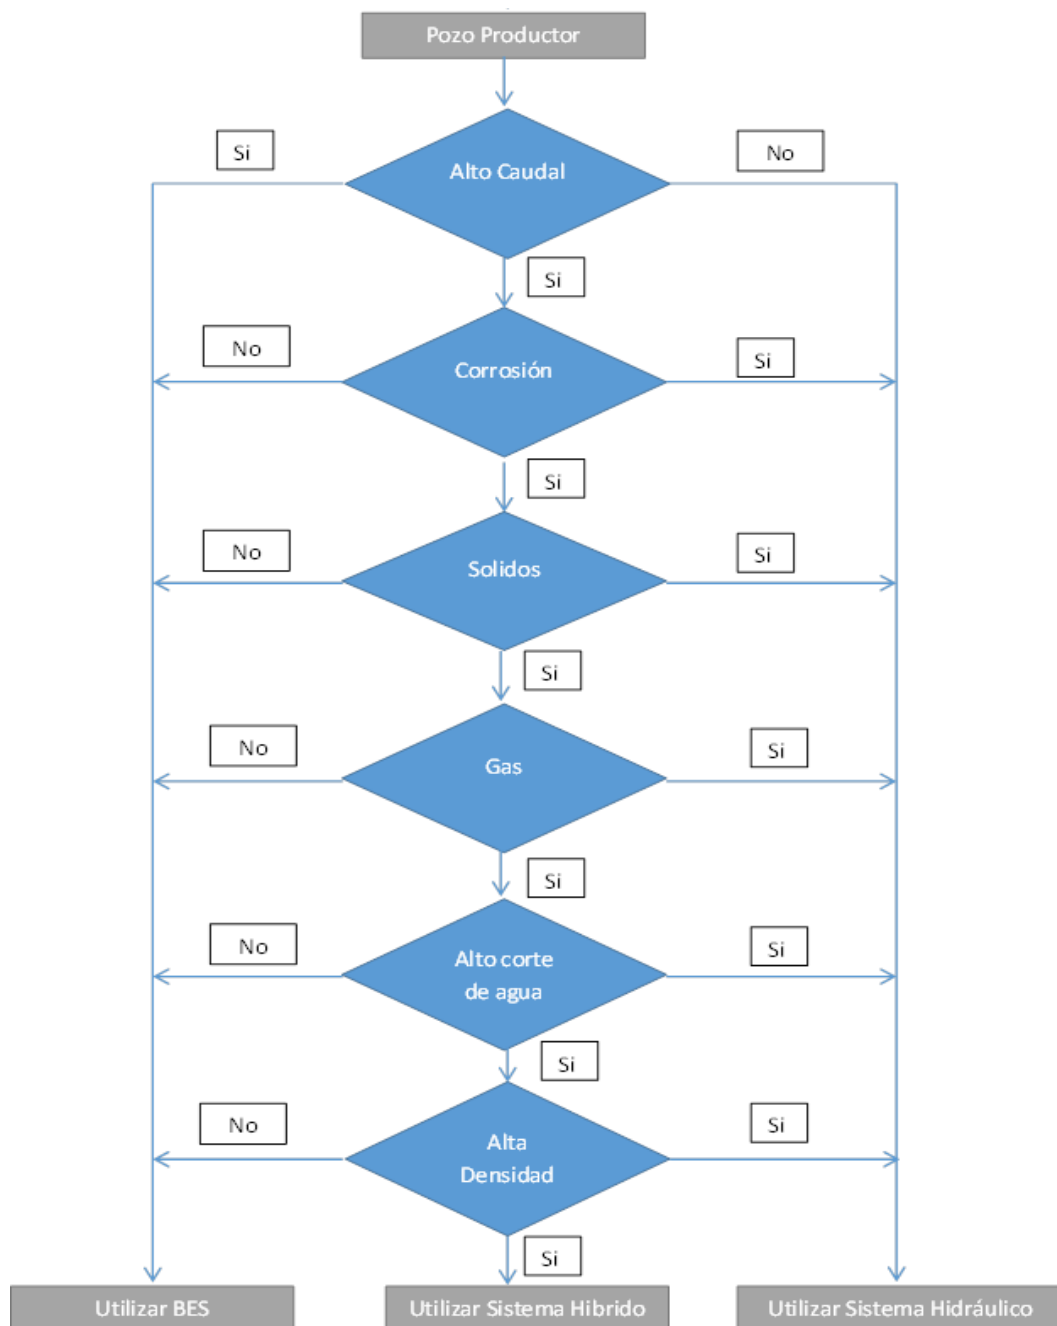 Pozo Productor
Si
No
Alto Caudal
Si
No
Si
Corrosión
Si
No
Si
Solidos
Si
No
Si
Gas
Si
No
Si
Alto corte
de agua
Si
No
Si
Alta
Densidad
Si
Utilizar BES
Utilizar Sistema Hibrido
Utilizar Sistema Hidráulico